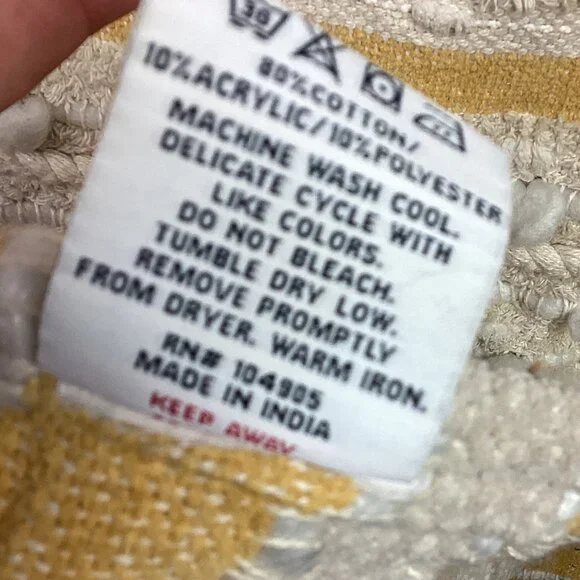 30
80% COTTON/
10% ACRYLIC/10% POLYESTER
MACHINE WASH COOL.
DELICATE CYCLE WITH
LIKE COLORS.
DO NOT BLEACH.
TUMBLE DRY LOW.
REMOVE PROMPTLY
FROM DRYER. WARM IRON.
RN# 104905
MADE IN INDIA
KEEP AWAY